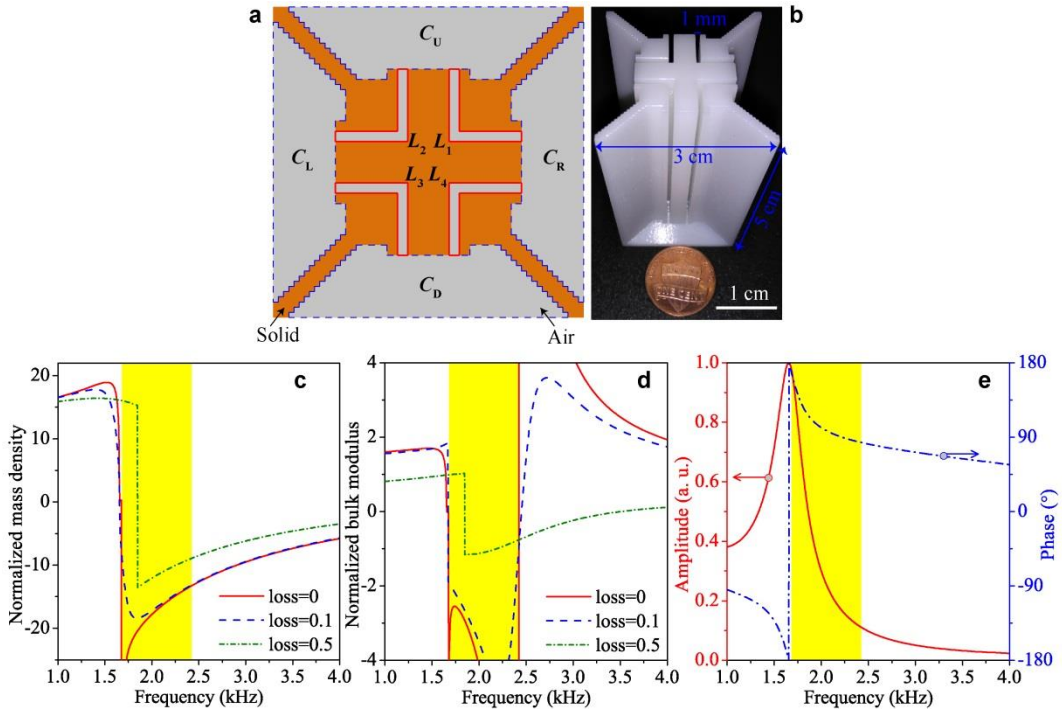 a
C_U
C_L
L_2 L_1
C_R
L_3 L_4
C_D
Solid
Air
b
1 mm
3 cm
5 cm
1 cm
c
Normalized mass density
20
10
0
-10
-20
loss=0
loss=0.1
loss=0.5
1.0 1.5 2.0 2.5 3.0 3.5 4.0
Frequency (kHz)
d
Normalized bulk modulus
4
2
0
-2
-4
loss=0
loss=0.1
loss=0.5
1.0 1.5 2.0 2.5 3.0 3.5 4.0
Frequency (kHz)
e
Amplitude (a. u.)
1.0
0.8
0.6
0.4
0.2
0.0
Phase (°)
180
90
0
-90
-180
1.0 1.5 2.0 2.5 3.0 3.5 4.0
Frequency (kHz)